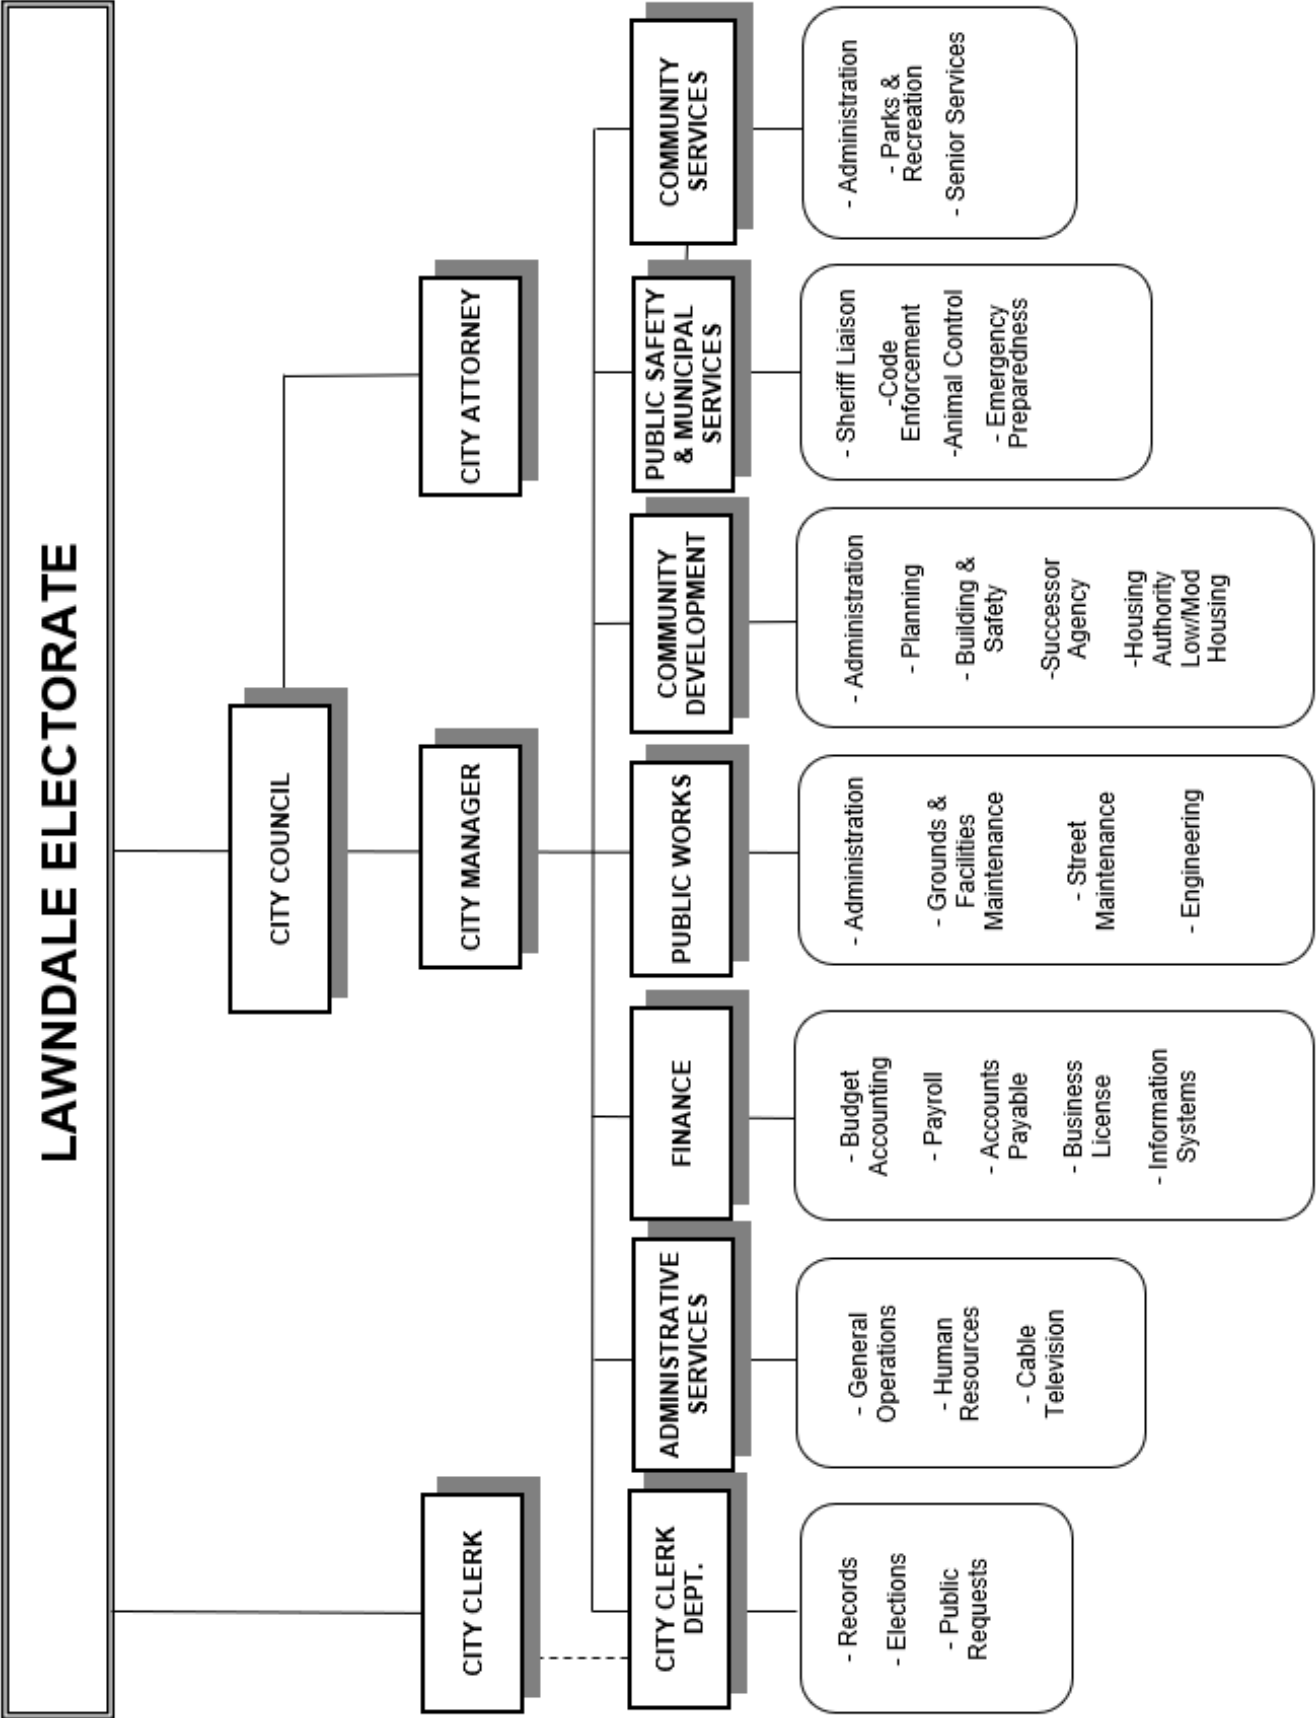 LAWNDALE ELECTORATE
CITY COUNCIL
CITY CLERK
CITY MANAGER
CITY ATTORNEY
CITY CLERK
DEPT.
ADMINISTRATIVE
SERVICES
FINANCE
PUBLIC WORKS
COMMUNITY
DEVELOPMENT
PUBLIC SAFETY
& MUNICIPAL
SERVICES
COMMUNITY
SERVICES
- Records
- Elections
- Public
Requests
- General
Operations
- Human
Resources
- Cable
Television
- Budget
Accounting
- Payroll
- Accounts
Payable
- Business
License
- Information
Systems
- Administration
- Grounds &
Facilities
Maintenance
- Street
Maintenance
- Engineering
- Administration
- Planning
- Building &
Safety
-Successor
Agency
-Housing
Authority
Low/Mod
Housing
- Sheriff Liaison
-Code
Enforcement
-Animal Control
- Emergency
Preparedness
- Administration
- Parks &
Recreation
- Senior Services